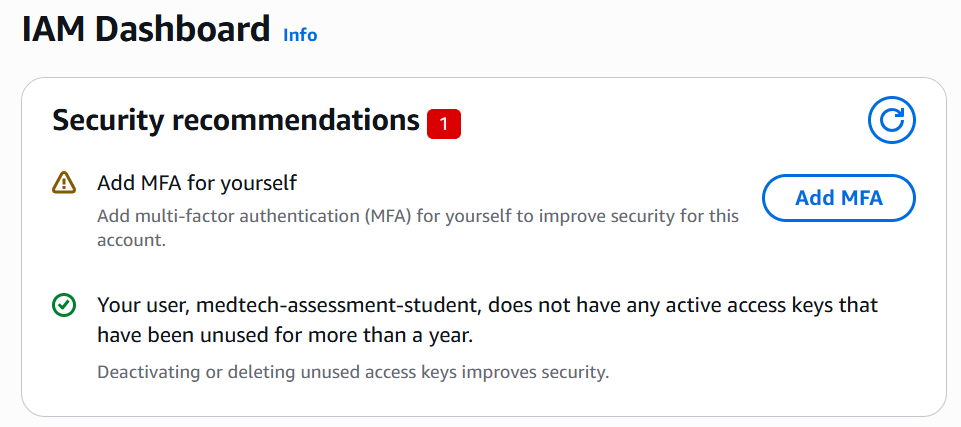 IAM Dashboard Info
Security recommendations 1
Add MFA for yourself
Add MFA
Add multi-factor authentication (MFA) for yourself to improve security for this
account.
Your user, medtech-assessment-student, does not have any active access keys that
have been unused for more than a year.
Deactivating or deleting unused access keys improves security.